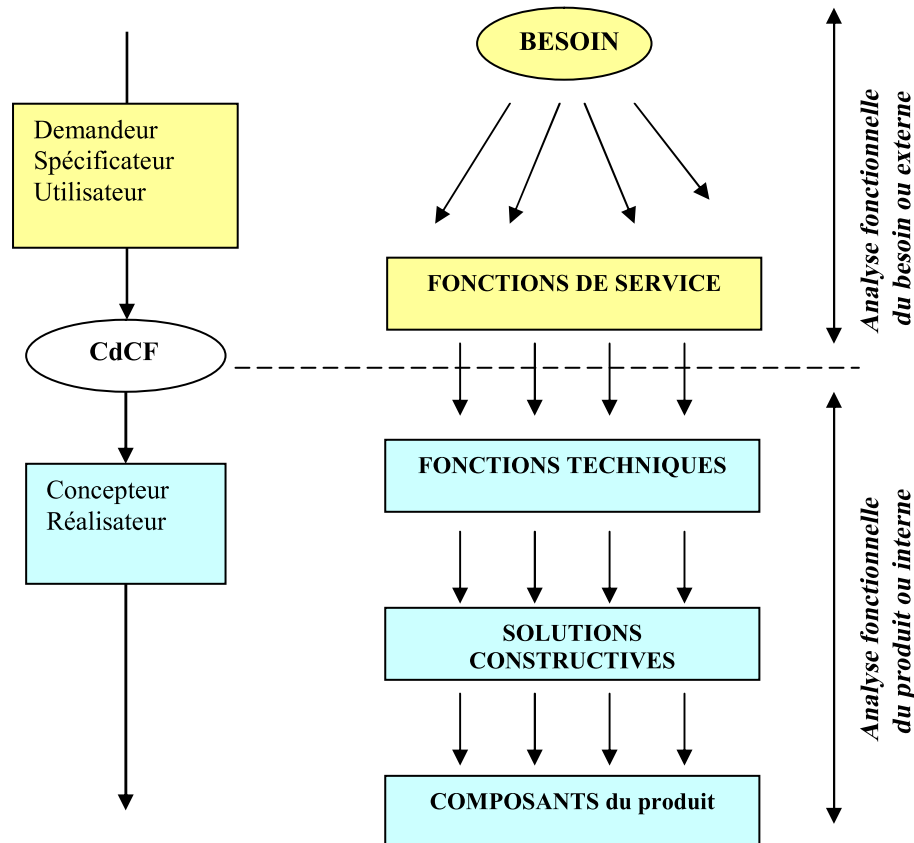 BESOIN
Demandeur
Spécificateur
Utilisateur
FONCTIONS DE SERVICE
Analyse fonctionnelle
du besoin ou externe
CdCF
FONCTIONS TECHNIQUES
Concepteur
Réalisateur
SOLUTIONS
CONSTRUCTIVES
COMPOSANTS du produit
Analyse fonctionnelle
du produit ou interne